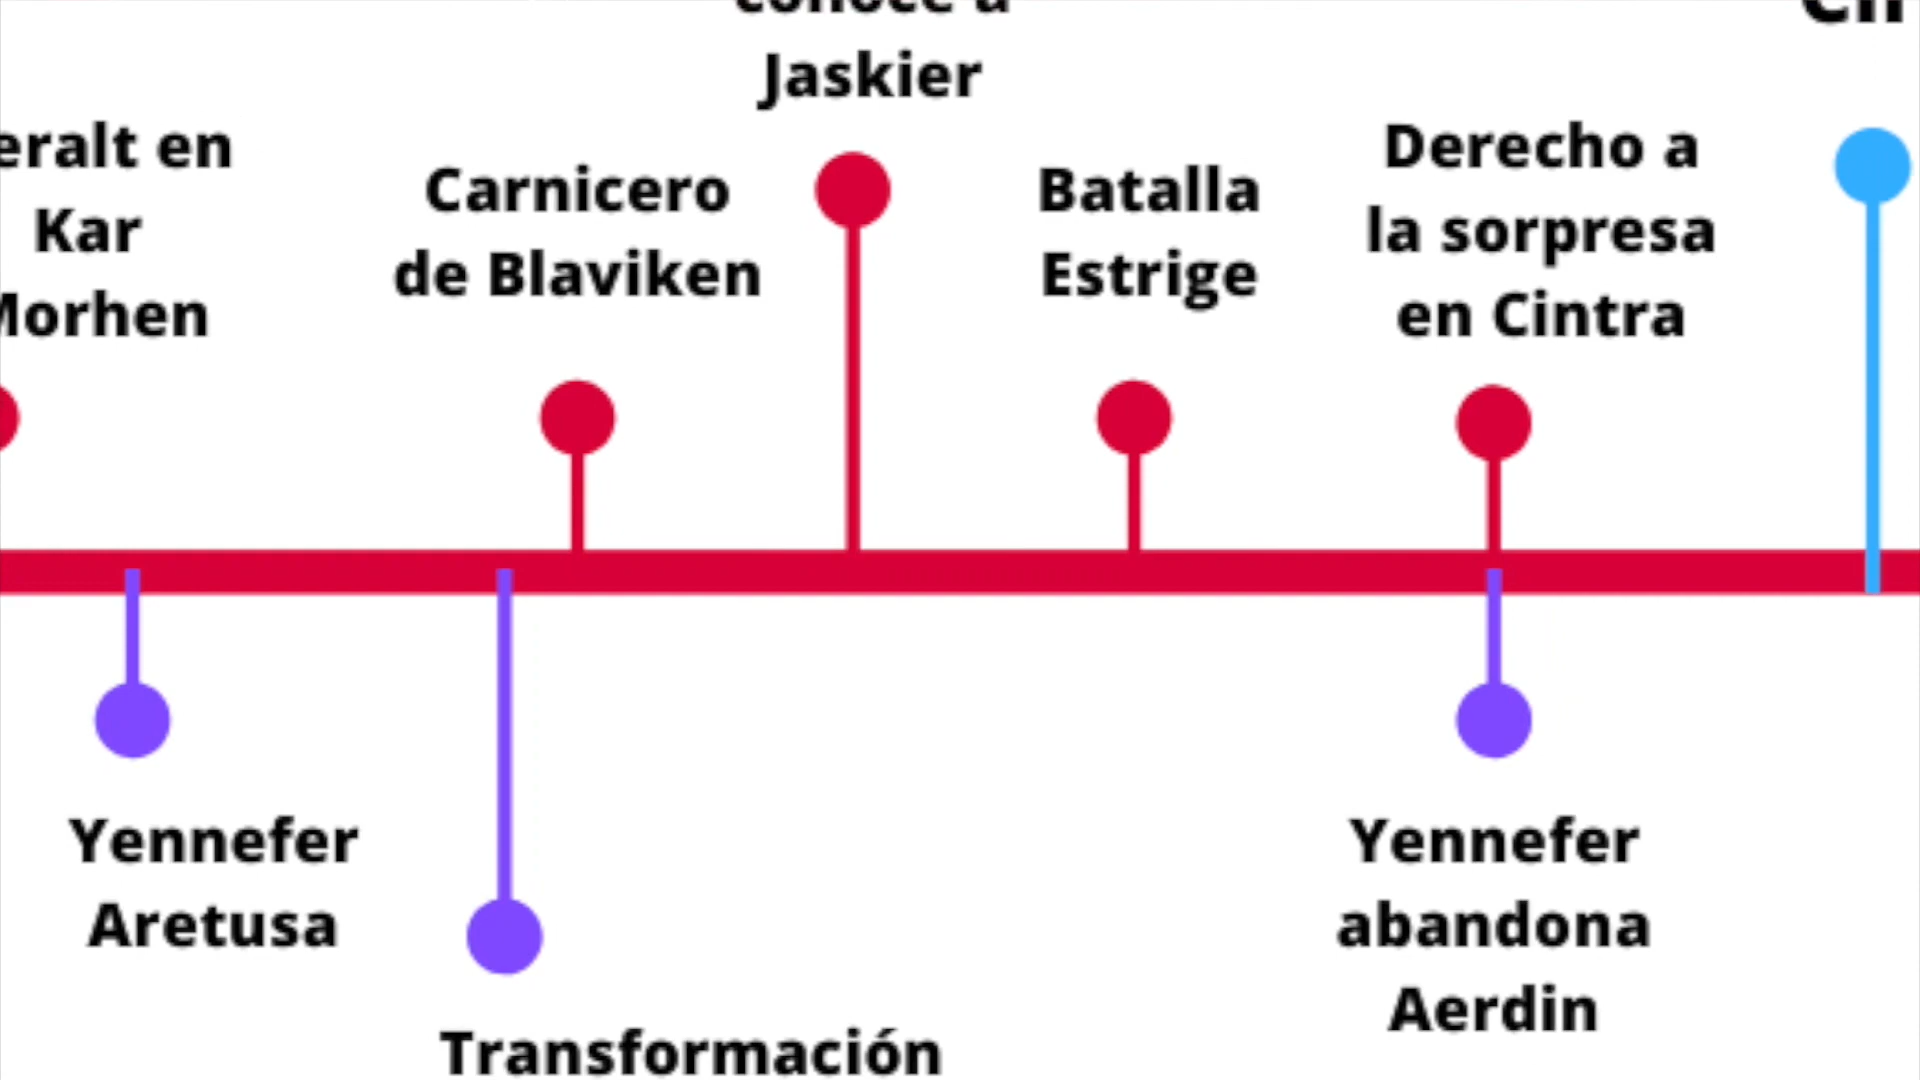 conoce a
Jaskier
eralt en
Kar
Morhen
Carnicero
de Blaviken
Batalla
Estrige
Derecho a
la sorpresa
en Cintra
Yennefer
Aretusa
Transformación
Yennefer
abandona
Aerdin